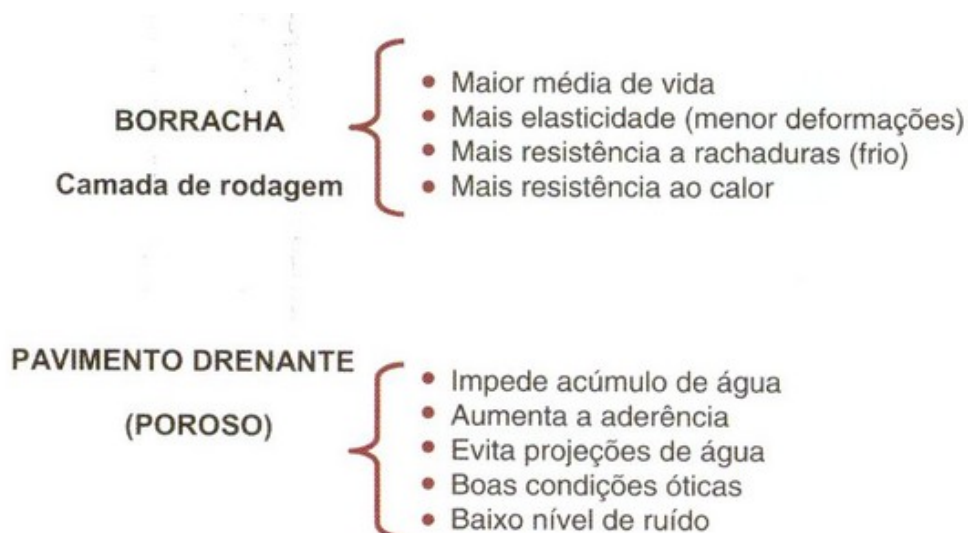 BORRACHA
Camada de rodagem
• Maior média de vida
• Mais elasticidade (menor deformações)
• Mais resistência a rachaduras (frio)
• Mais resistência ao calor
PAVIMENTO DRENANTE
(POROSO)
• Impede acúmulo de água
• Aumenta a aderência
• Evita projeções de água
• Boas condições óticas
• Baixo nível de ruído